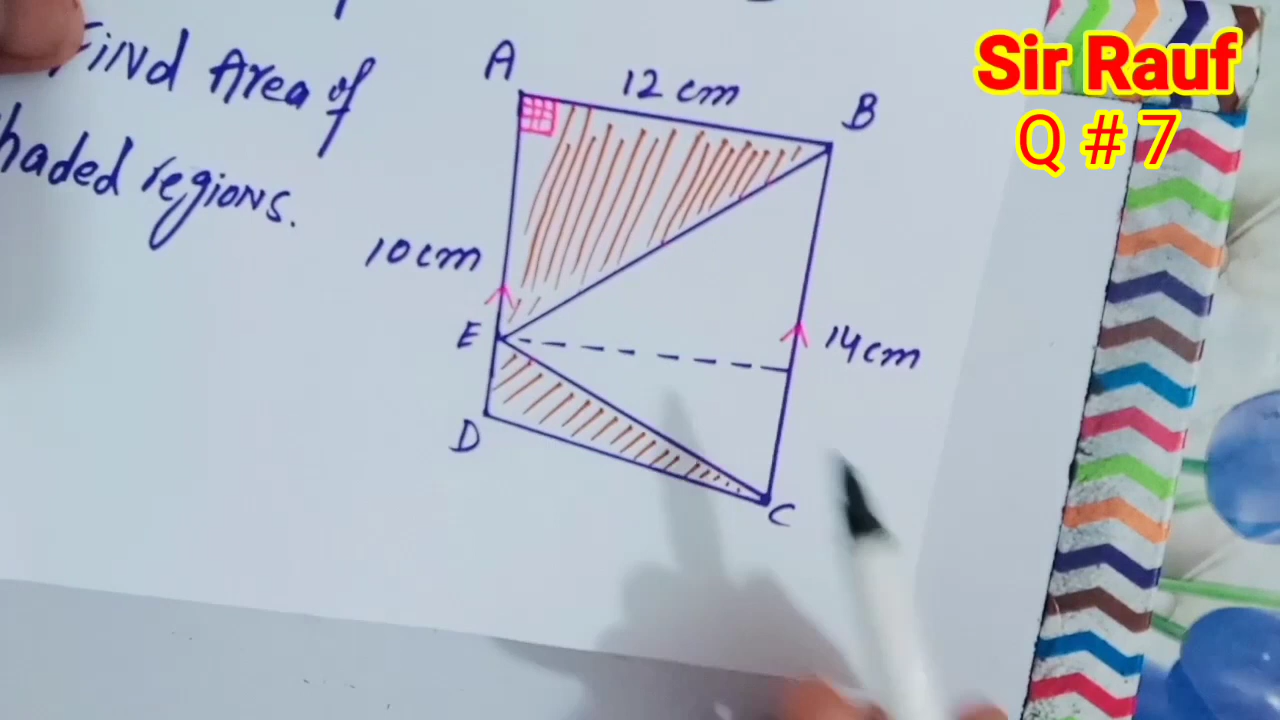 Find Area of
haded regions.
A
12 cm
B
10cm
E
14cm
D
C
Sir Rauf
Q # 7